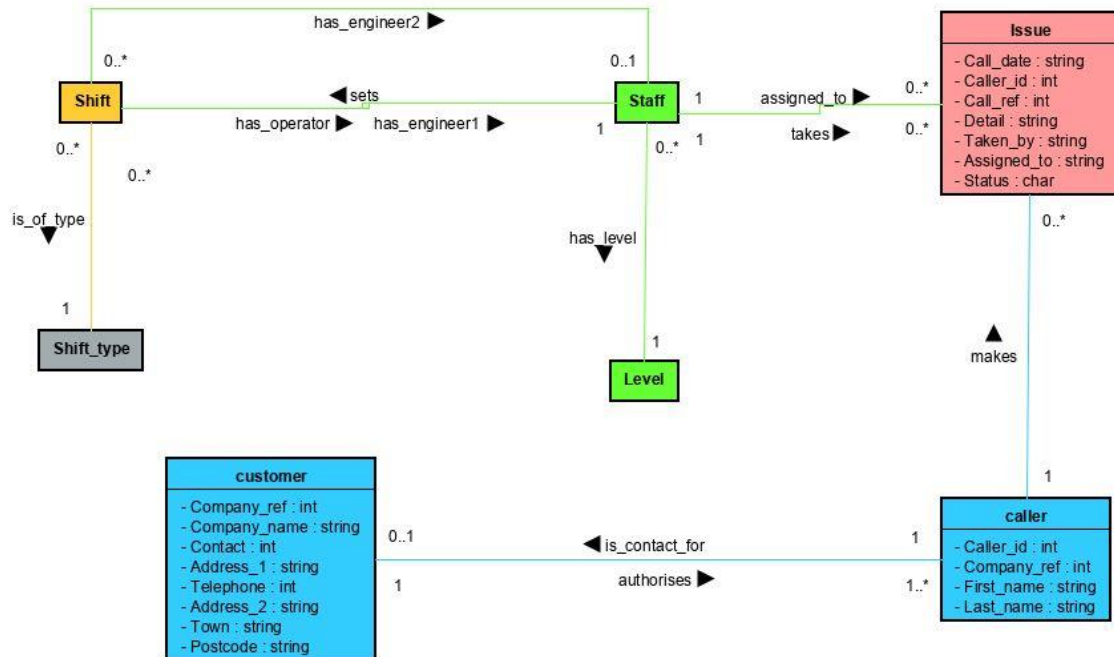 has_engineer2
0..*
0..1
Shift
sets
Staff
has_operator
has_engineer1
1
0..*
0..*
0..*
1
assigned_to
0..*
1
takes
0..*
Issue
- Call_date : string
- Caller_id : int
- Call_ref : int
- Detail : string
- Taken_by : string
- Assigned_to : string
- Status : char
is_of_type
1
Shift_type
has_level
1
Level
0..*
makes
1
customer
- Company_ref : int
- Company_name : string
- Contact : int
- Address_1 : string
- Telephone : int
- Address_2 : string
- Town : string
- Postcode : string
0..1
is_contact_for
1
1
authorises
1..*
caller
- Caller_id : int
- Company_ref : int
- First_name : string
- Last_name : string